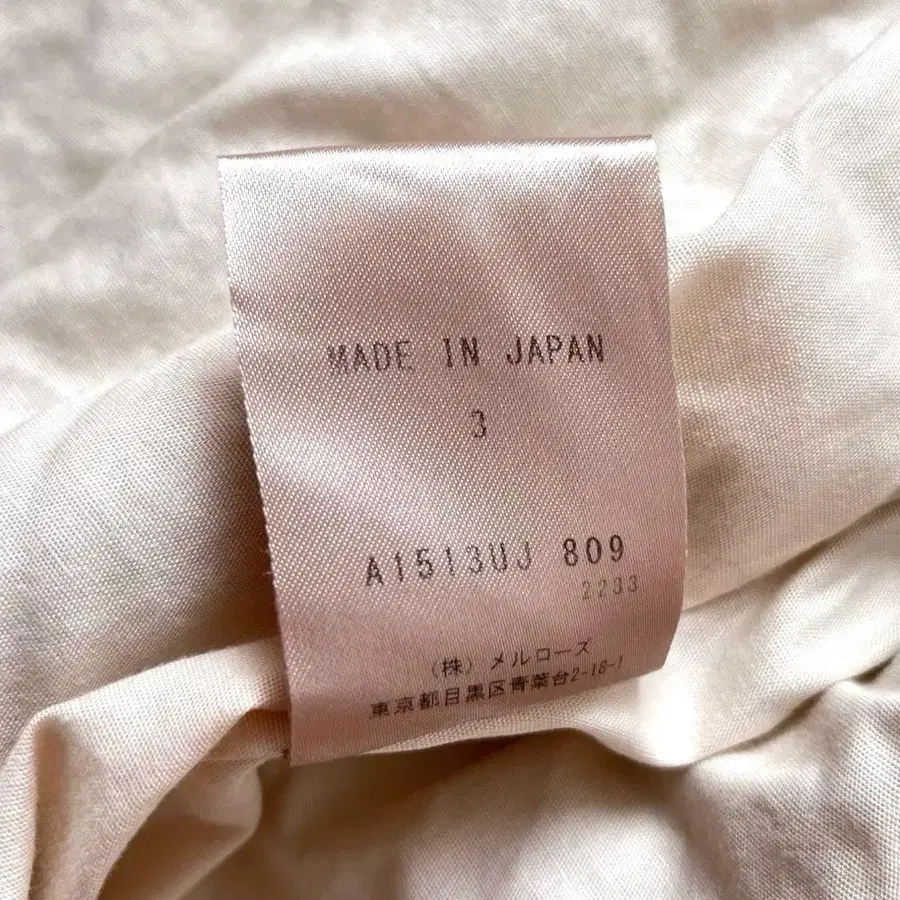 MADE IN JAPAN
3
A1513UJ 809
2233
(株) メルローズ
東京都目黒区青葉台2-18-1